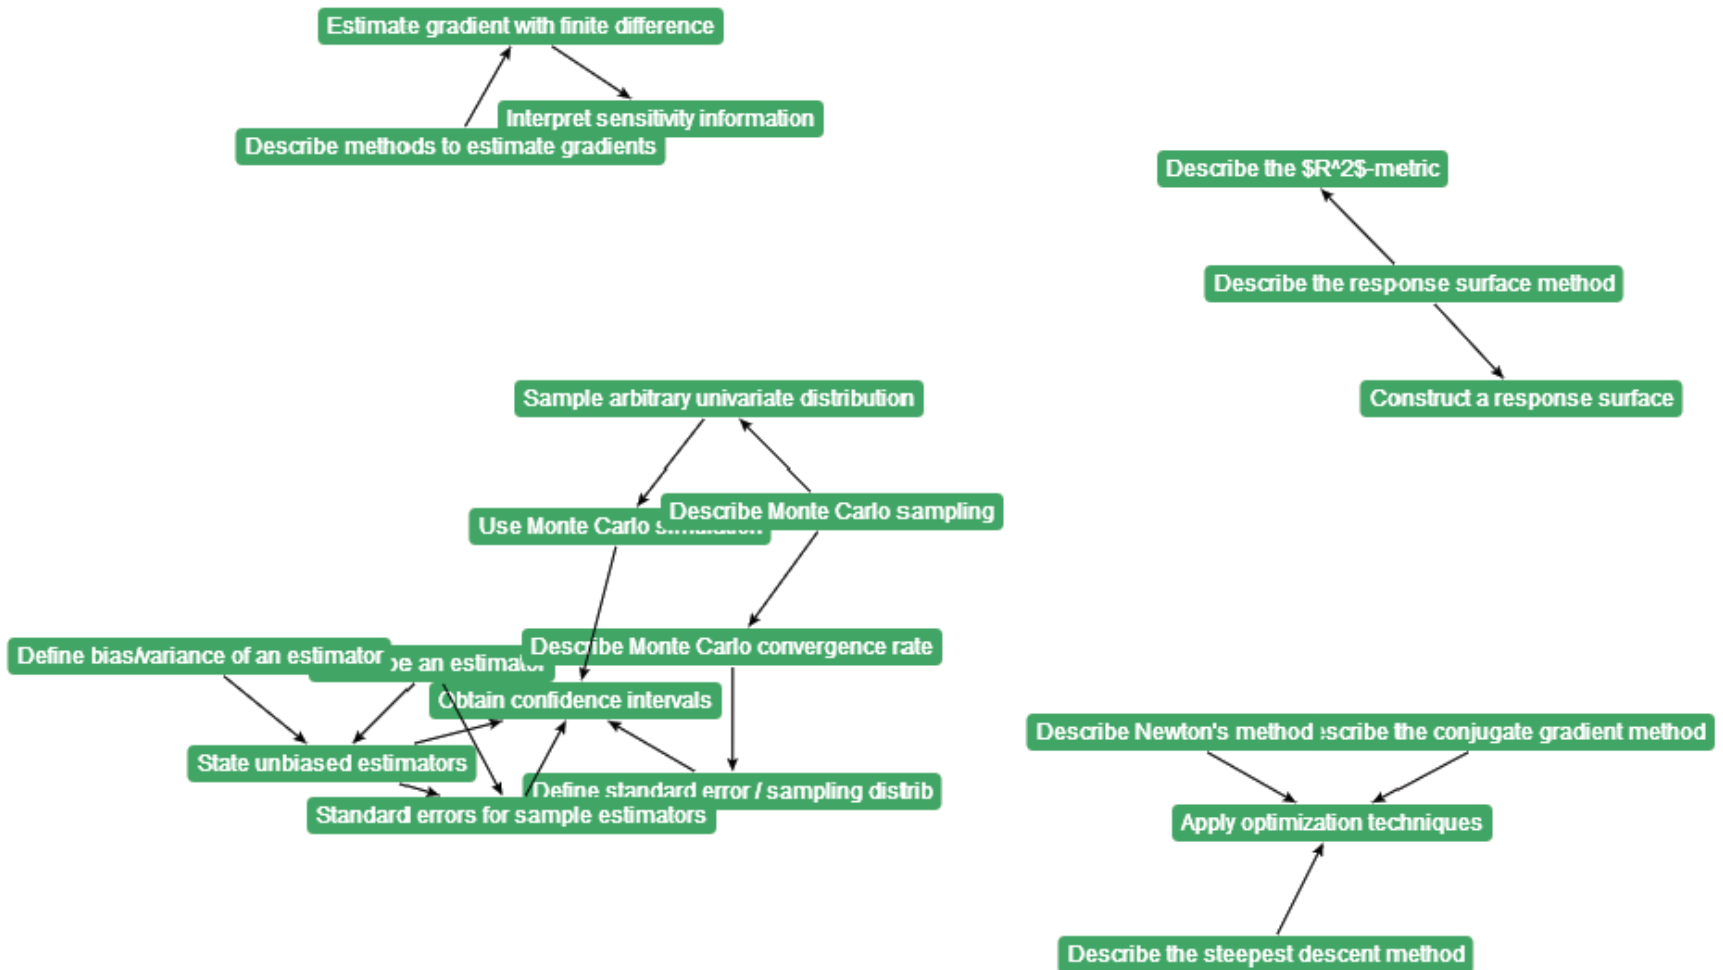 Estimate gradient with finite difference
Interpret sensitivity information
Describe methods to estimate gradients
Describe the $R^2$-metric
Describe the response surface method
Construct a response surface
Sample arbitrary univariate distribution
Describe Monte Carlo sampling
Use Monte Carlo
Describe Monte Carlo convergence rate
Define bias/variance of an estimator
an estimator
Obtain confidence intervals
State unbiased estimators
Define standard error / sampling distrib
Standard errors for sample estimators
Describe Newton's method
the conjugate gradient method
Apply optimization techniques
Describe the steepest descent method